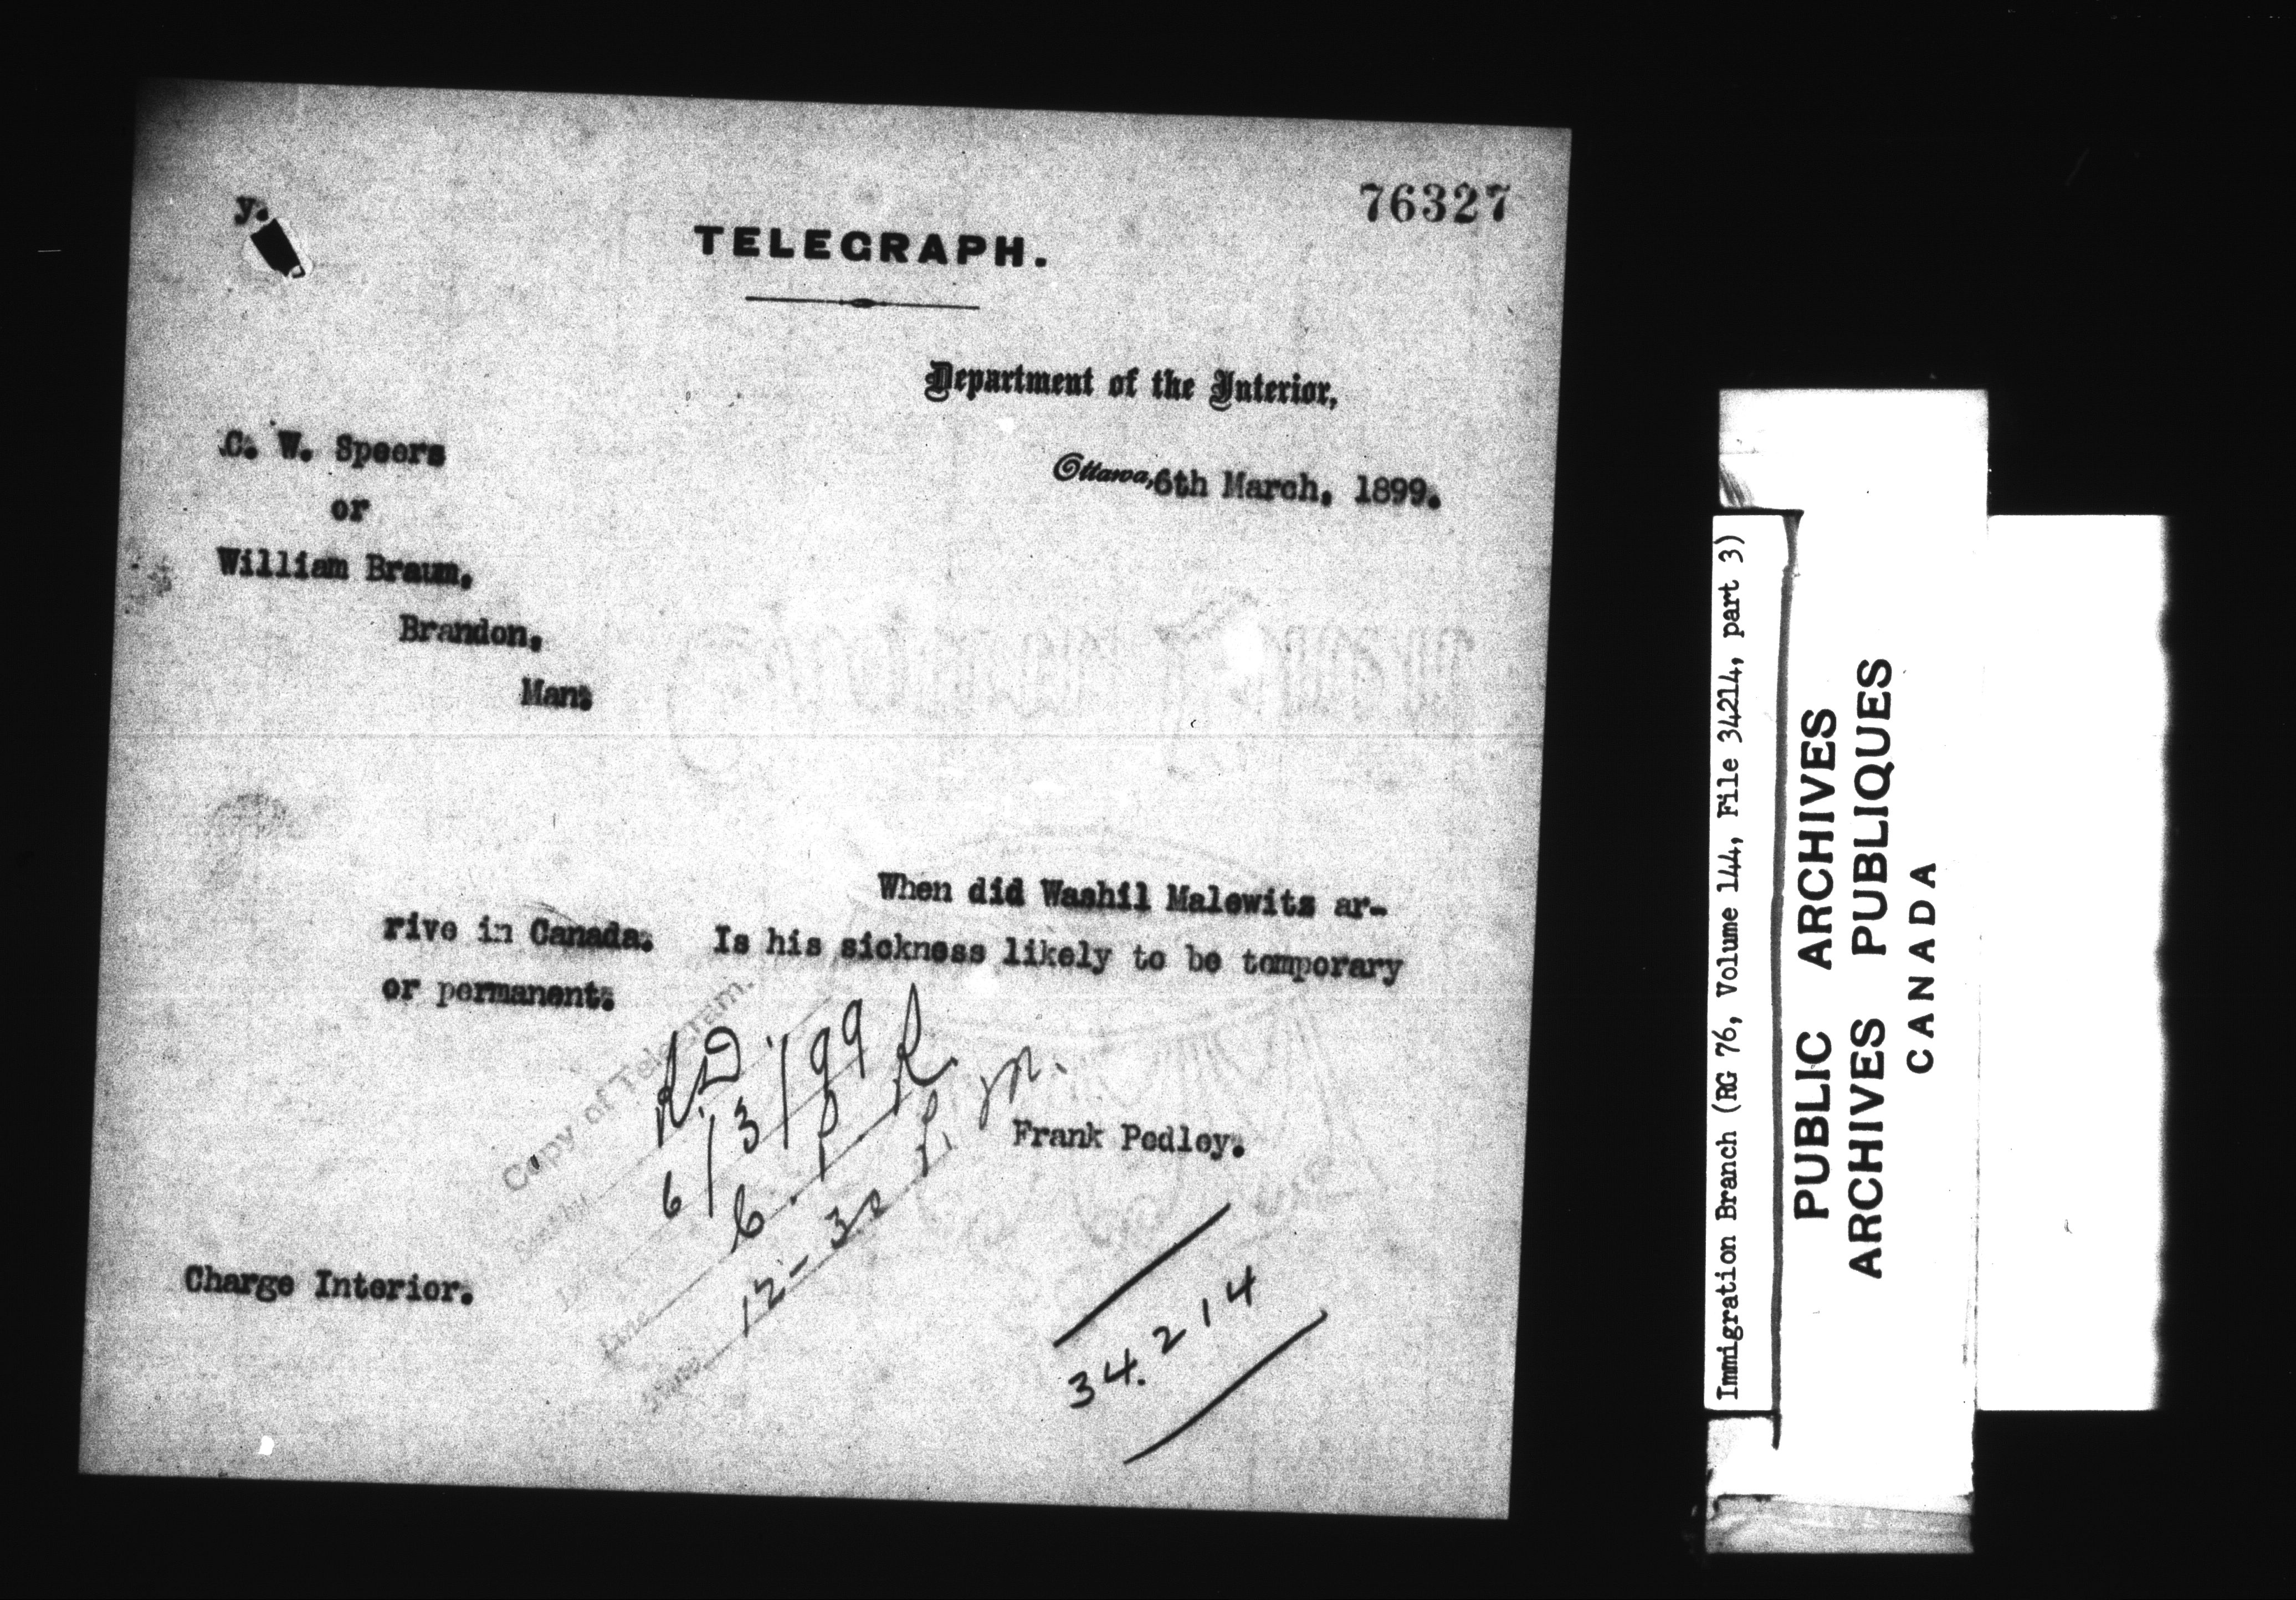 76327
y.
TELEGRAPH.
Department of the Interior,
Ottawa, 6th March, 1899.
C. W. Speers
or
William Braun,
Brandon,
Man.
When did Washil Malewitz ar-
rive in Canada. Is his sickness likely to be temporary
or permanent.
Copy of Telegram.
6/3/99
C. P. R.
12-30 P. m.
Frank Pedley.
Charge Interior.
34.214
Immigration Branch (RG 76, Volume 144, File 34214, part 3)
PUBLIC ARCHIVES
ARCHIVES PUBLIQUES
CANADA